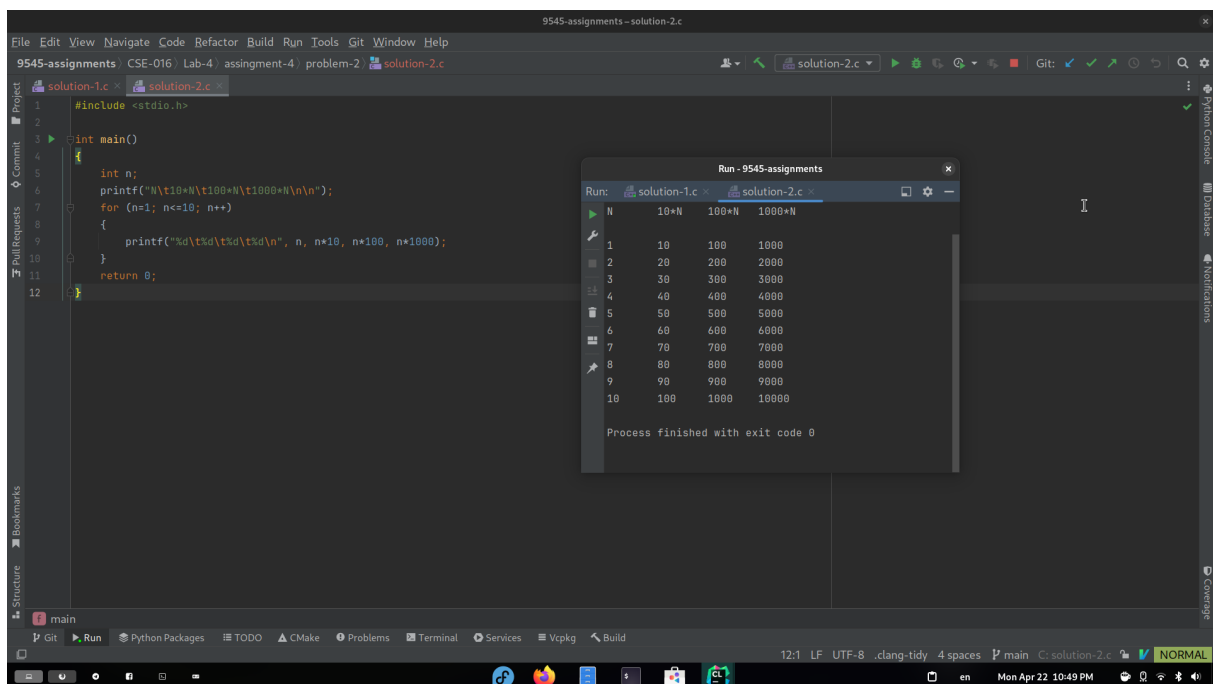 9545-assignments – solution-2.c
File Edit View Navigate Code Refactor Build Run Tools Git Window Help
9545-assignments CSE-016 Lab-4 assingment-4 problem-2 solution-2.c
solution-2.c Git:
solution-1.c solution-2.c
1 #include <stdio.h>
2
3 int main()
4 {
5 int n;
6 printf("N\t10*N\t100*N\t1000*N\n\n");
7 for (n=1; n<=10; n++)
8 {
9 printf("%d\t%d\t%d\t%d\n", n, n*10, n*100, n*1000);
10 }
11 return 0;
12 }
Run - 9545-assignments
Run: solution-1.c solution-2.c
N 10*N 100*N 1000*N
1 10 100 1000
2 20 200 2000
3 30 300 3000
4 40 400 4000
5 50 500 5000
6 60 600 6000
7 70 700 7000
8 80 800 8000
9 90 900 9000
10 100 1000 10000
Process finished with exit code 0
Project
Commit
Pull Requests
Bookmarks
Structure
Python Console
Database
Notifications
Coverage
f main
Git Run Python Packages TODO CMake Problems Terminal Services Vcpkg Build
12:1 LF UTF-8 .clang-tidy 4 spaces main C: solution-2.c NORMAL
CL en Mon Apr 22 10:49 PM